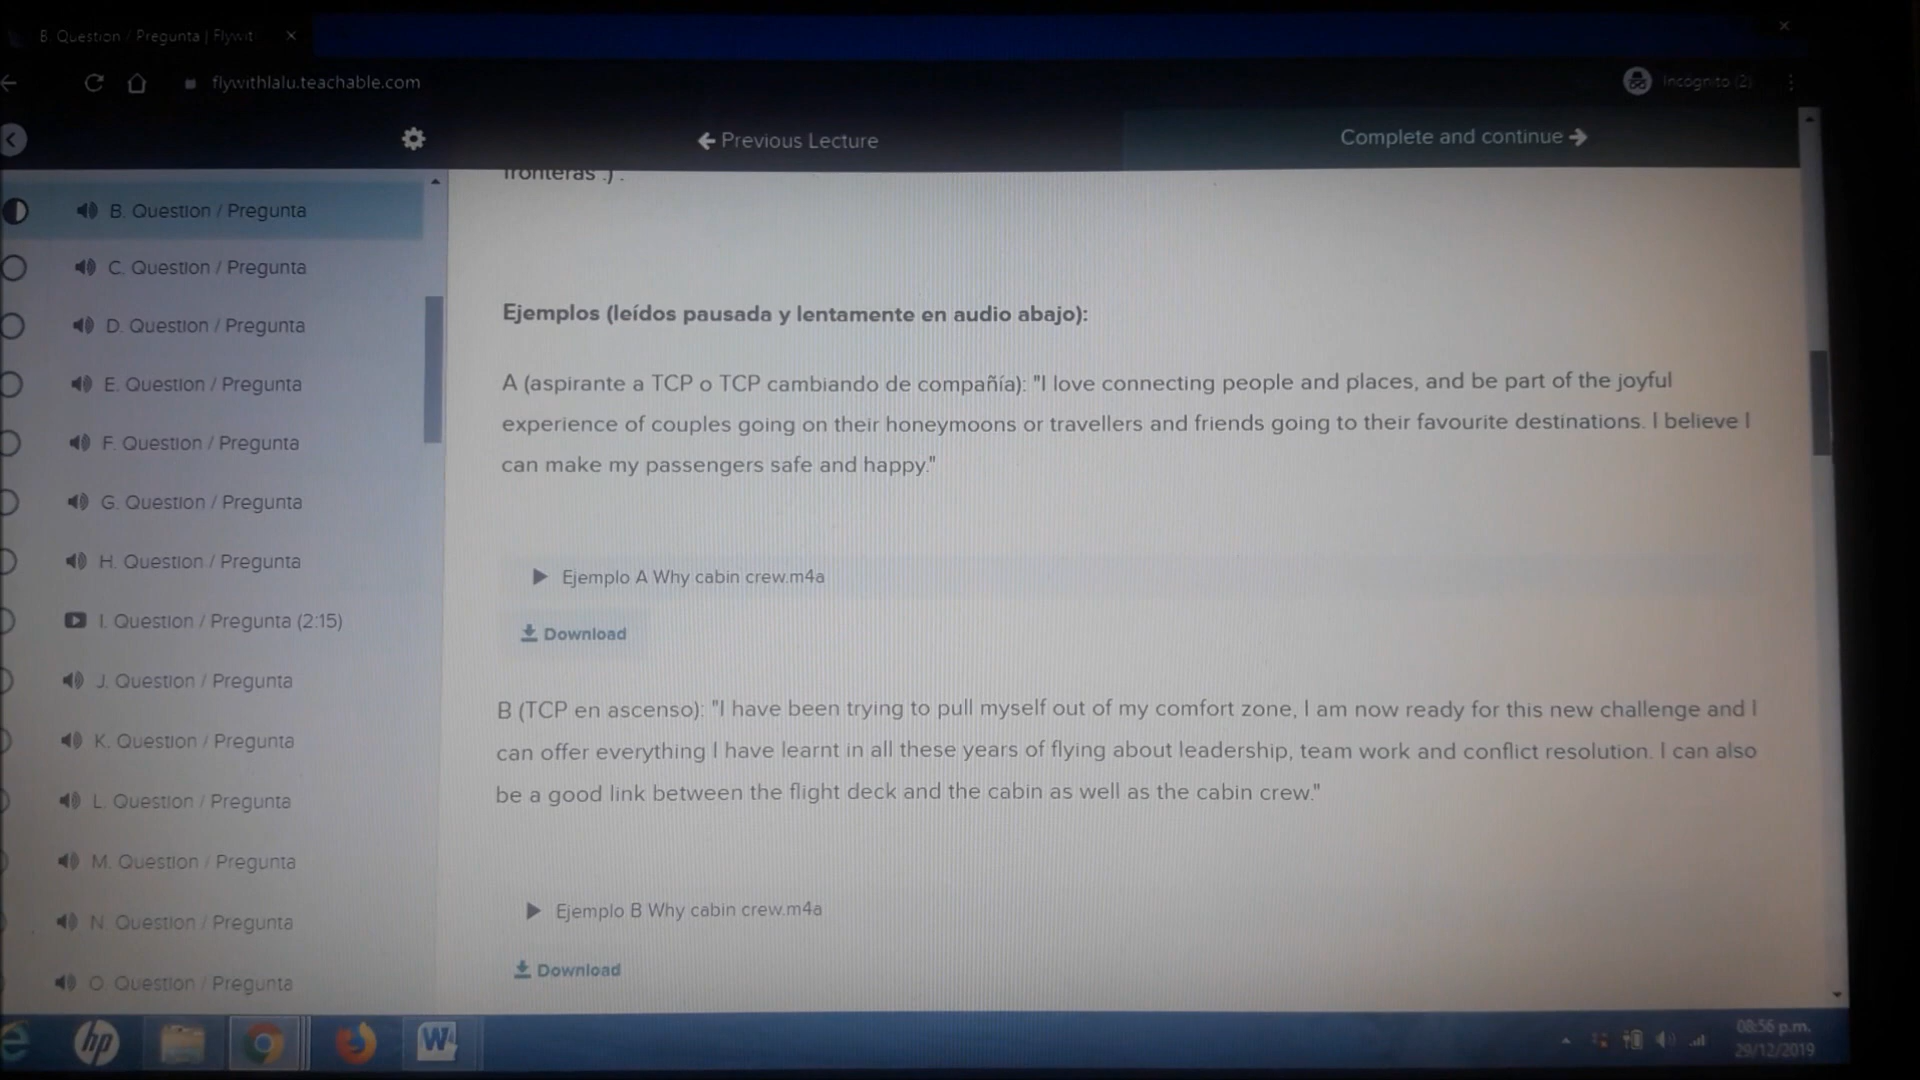 B. Question / Pregunta | Flywit
flywithlalu.teachable.com
Incognito (2)
Previous Lecture
Complete and continue
B. Question / Pregunta
C. Question / Pregunta
D. Question / Pregunta
E. Question / Pregunta
F. Question / Pregunta
G. Question / Pregunta
H. Question / Pregunta
I. Question / Pregunta (2:15)
J. Question / Pregunta
K. Question / Pregunta
L. Question / Pregunta
M. Question / Pregunta
N. Question / Pregunta
O. Question / Pregunta
fronteras .) .
Ejemplos (leídos pausada y lentamente en audio abajo):
A (aspirante a TCP o TCP cambiando de compañía): "I love connecting people and places, and be part of the joyful
experience of couples going on their honeymoons or travellers and friends going to their favourite destinations. I believe I
can make my passengers safe and happy."
Ejemplo A Why cabin crew.m4a
Download
B (TCP en ascenso): "I have been trying to pull myself out of my comfort zone, I am now ready for this new challenge and I
can offer everything I have learnt in all these years of flying about leadership, team work and conflict resolution. I can also
be a good link between the flight deck and the cabin as well as the cabin crew."
Ejemplo B Why cabin crew.m4a
Download
hp
W
08:56 p.m.
29/12/2019